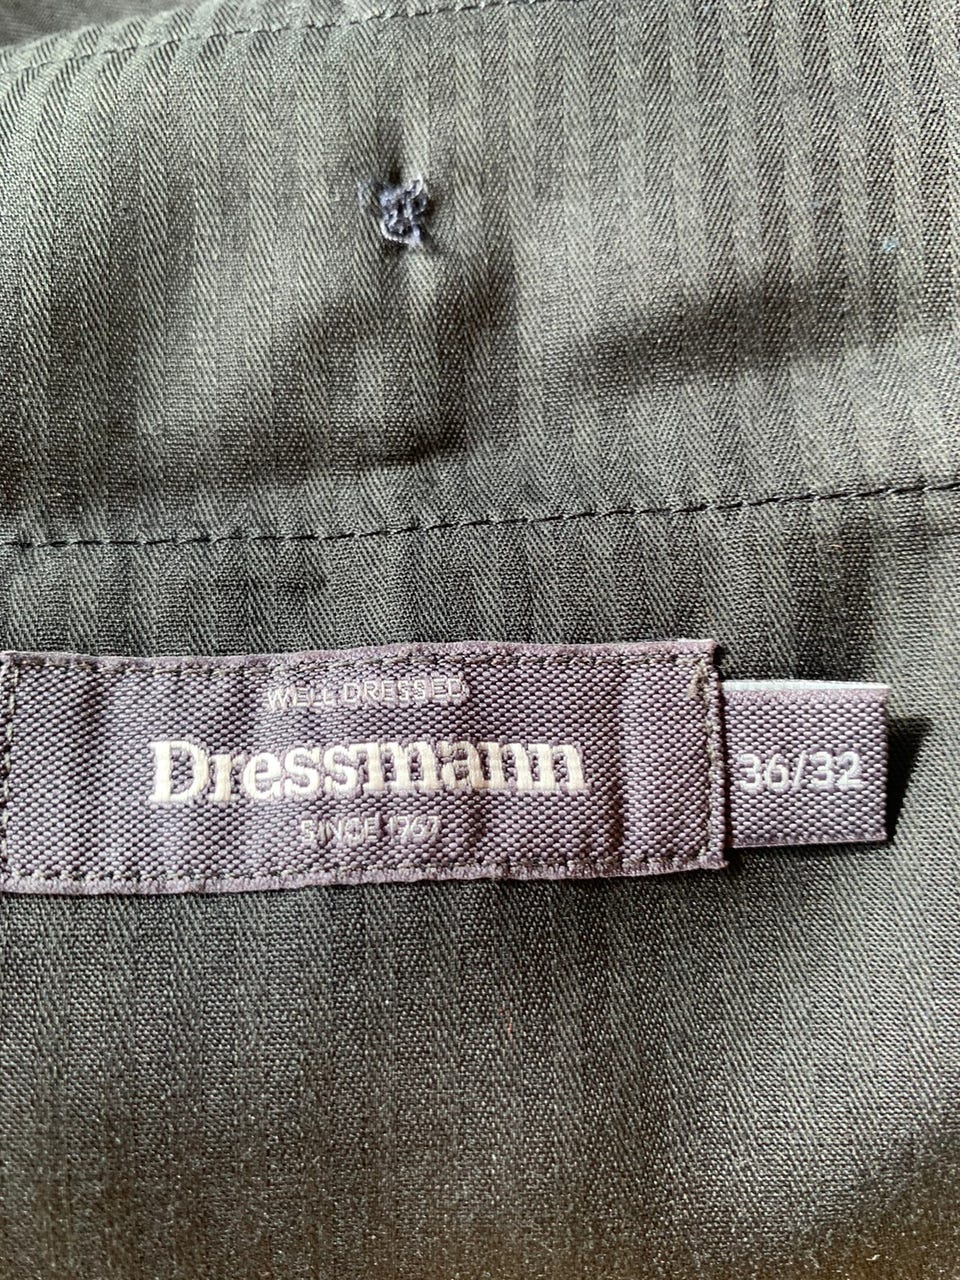 WELL DRESSED
Dressmann
SINCE 1967
36/32